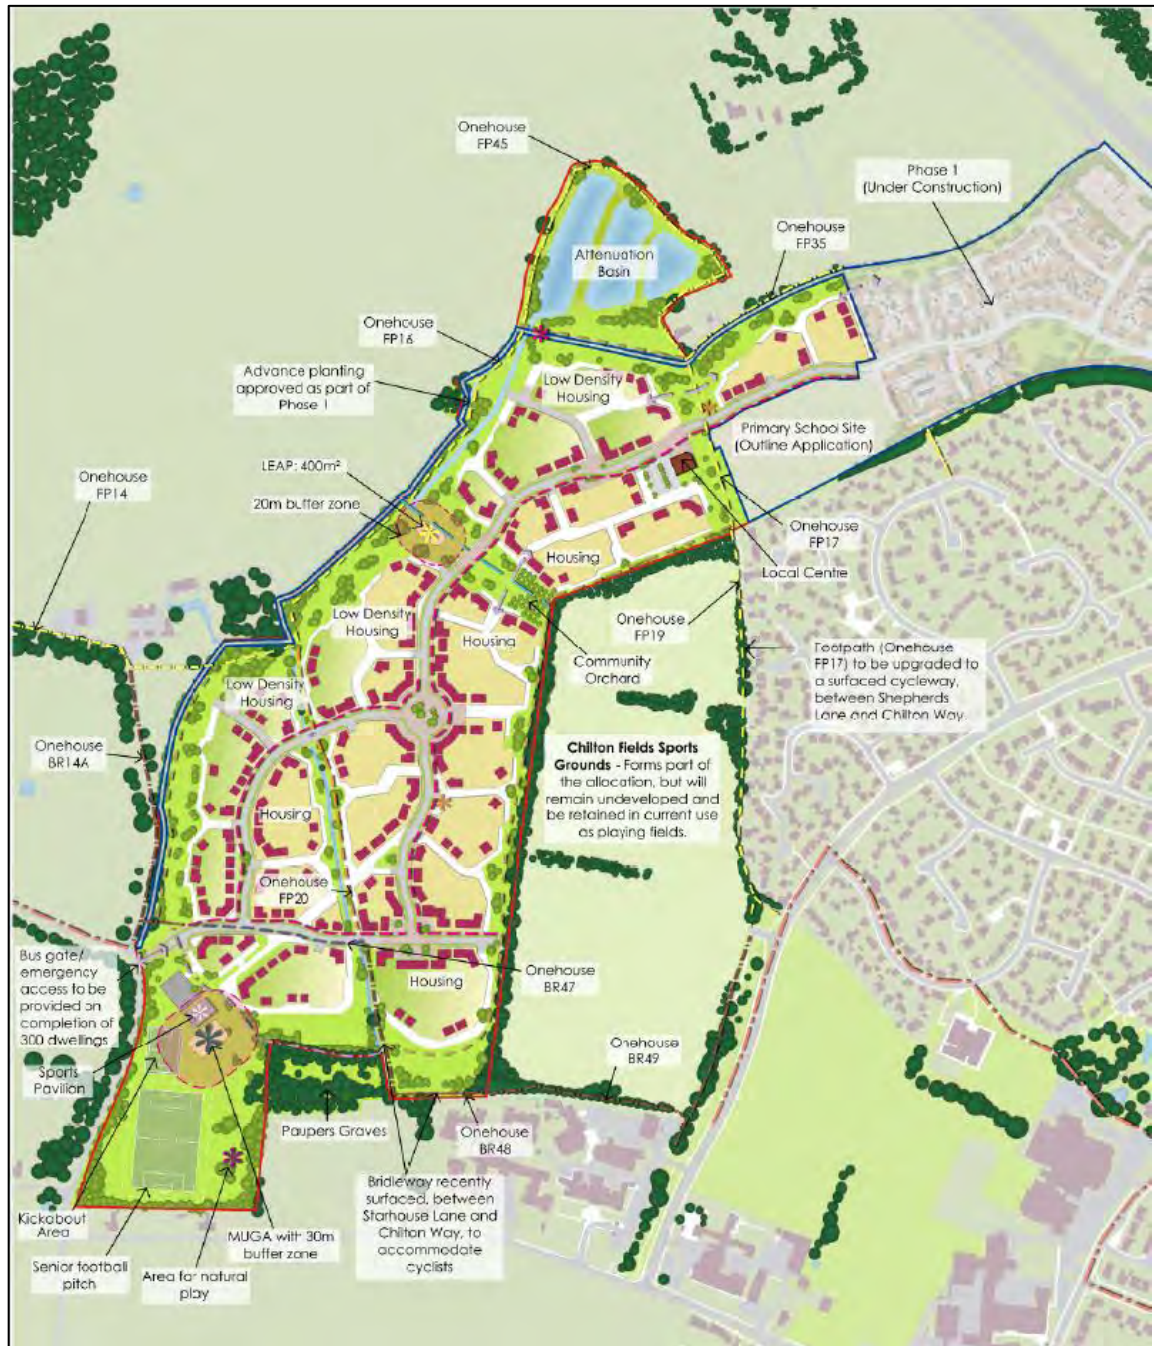 Onehouse
FP45
Phase 1
(Under Construction)
Onehouse
FP35
Attenuation
Basin
Onehouse
FP16
Advance planting
approved as part of
Phase 1
Low Density
Housing
Primary School Site
(Outline Application)
LEAP: 400m²
Onehouse
FP14
20m buffer zone
Onehouse
FP17
Housing
Local Centre
Low Density
Housing
Onehouse
FP19
Housing
Community
Orchard
Footpath (Onehouse
FP17) to be upgraded to
a surfaced cycleway,
between Shepherds
Lane and Chilton Way.
Low Density
Housing
Onehouse
BR14A
Chilton Fields Sports
Grounds - Forms part of
the allocation, but will
remain undeveloped and
be retained in current use
as playing fields.
Housing
Onehouse
FP20
Bus gate/
emergency
access to be
provided on
completion of
300 dwellings
Housing
Onehouse
BR47
Onehouse
BR49
Sports
Pavilion
Paupers Graves
Onehouse
BR48
Bridleway recently
surfaced, between
Starhouse Lane and
Chilton Way, to
accommodate
cyclists
Kickabout
Area
MUGA with 30m
buffer zone
Senior football
pitch
Area for natural
play